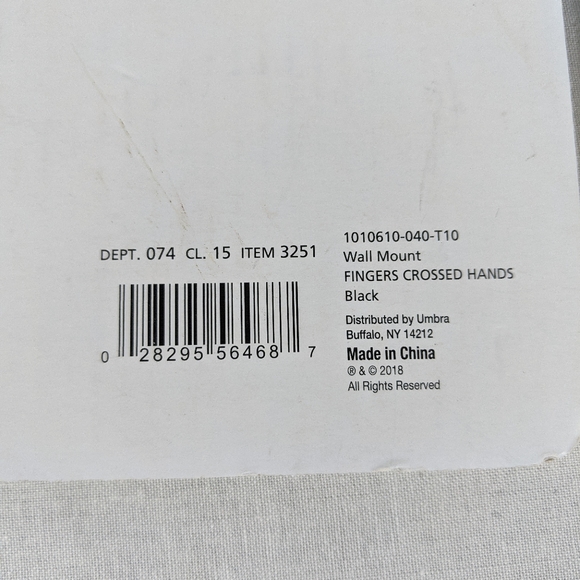 DEPT. 074 CL. 15 ITEM 3251
0 28295 56468 7
1010610-040-T10
Wall Mount
FINGERS CROSSED HANDS
Black
Distributed by Umbra
Buffalo, NY 14212
Made in China
® & © 2018
All Rights Reserved